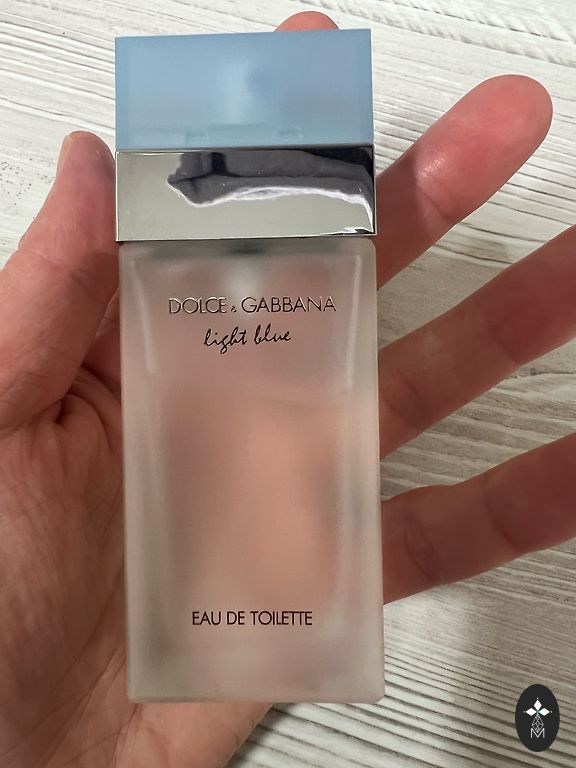 DOLCE & GABBANA
light blue
EAU DE TOILETTE
M